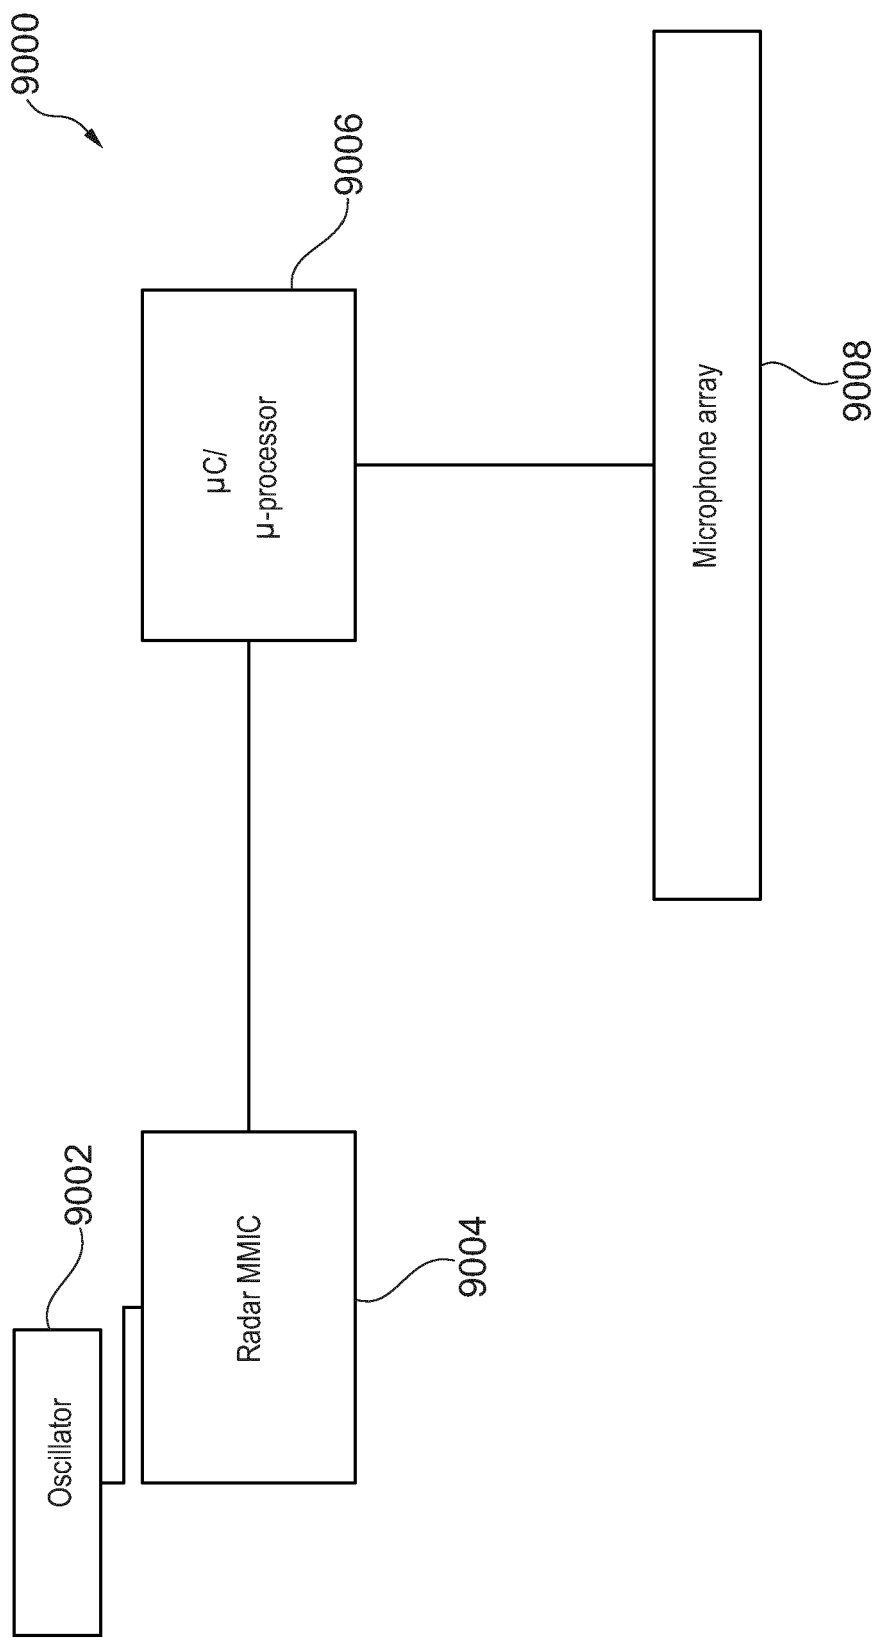 9000
Oscillator
9002
Radar MMIC
9004
µC/
µ-processor
9006
Microphone array
9008